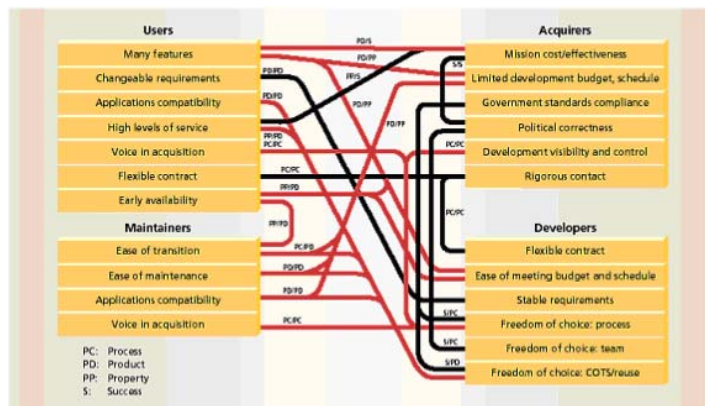 Users
Many features
Changeable requirements
Applications compatibility
High levels of service
Voice in acquisition
Flexible contract
Early availability
Maintainers
Ease of transition
Ease of maintenance
Applications compatibility
Voice in acquisition
PC: Process
PD: Product
PP: Property
S: Success
PD/S
PD/PP
PD/PD
PP/S
PD/PD
PD/PP
PD/PP
PP/PD
PC/PC
PC/PC
PP/PD
PP/PD
PC/PD
PD/PD
PD/PD
PC/PC
S/S
PC/PC
PC/PC
S/PC
S/PC
S/PD
Acquirers
Mission cost/effectiveness
Limited development budget, schedule
Government standards compliance
Political correctness
Development visibility and control
Rigorous contact
Developers
Flexible contract
Ease of meeting budget and schedule
Stable requirements
Freedom of choice: process
Freedom of choice: team
Freedom of choice: COTS/reuse